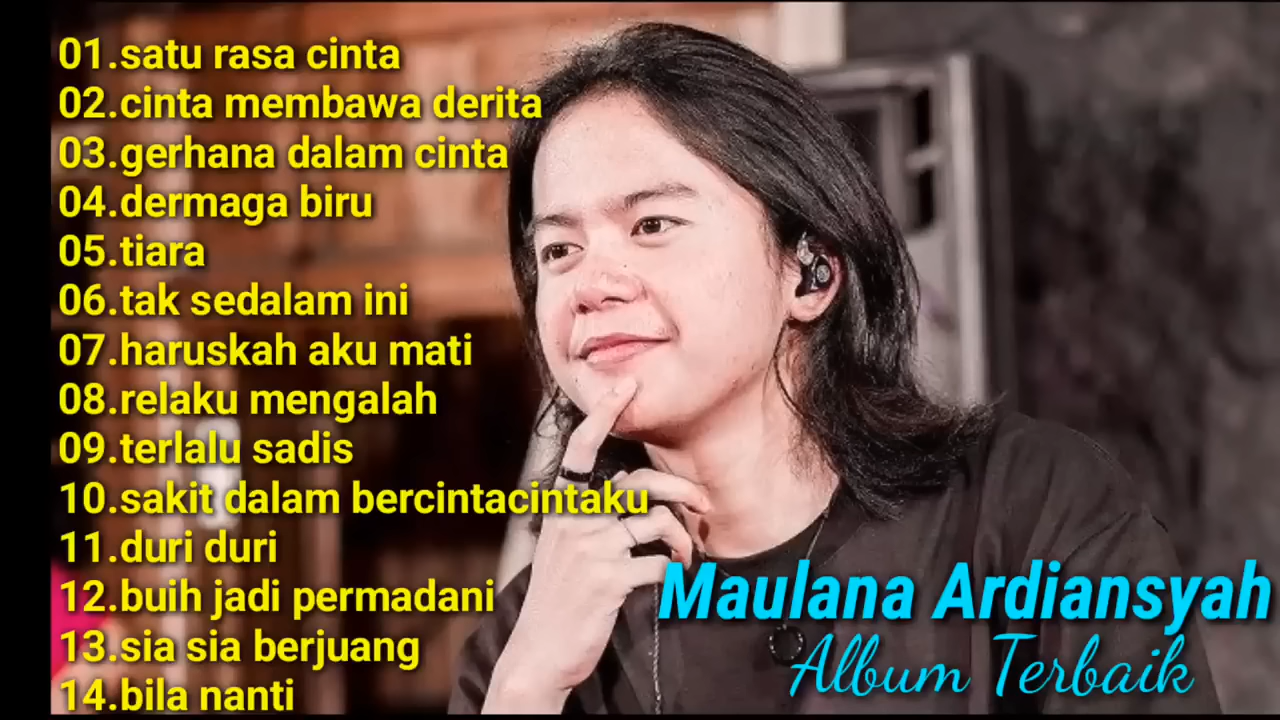 01.satu rasa cinta
02.cinta membawa derita
03.gerhana dalam cinta
04.dermaga biru
05.tiara
06.tak sedalam ini
07.haruskah aku mati
08.relaku mengalah
09.terlalu sadis
10.sakit dalam bercintacintaku
11.duri duri
12.buih jadi permadani
13.sia sia berjuang
14.bila nanti
Maulana Ardiansyah
Album Terbaik